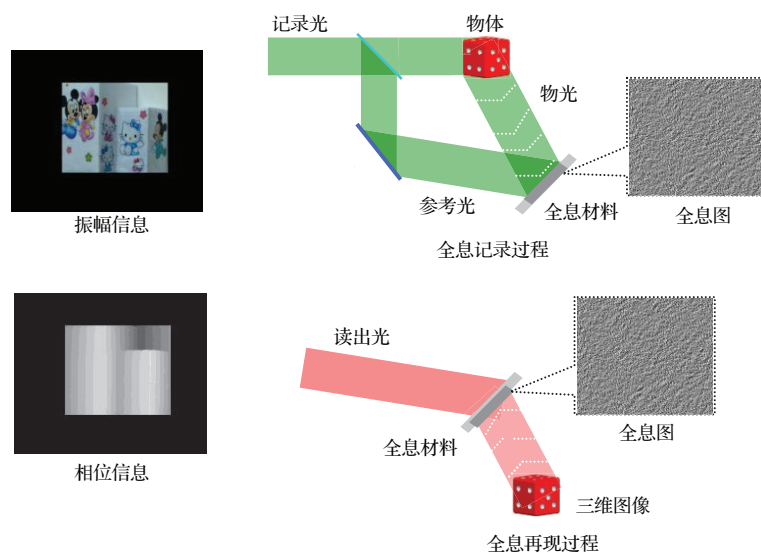 记录光
物体
物光
参考光
全息材料
全息图
振幅信息
全息记录过程
读出光
全息材料
全息图
相位信息
三维图像
全息再现过程